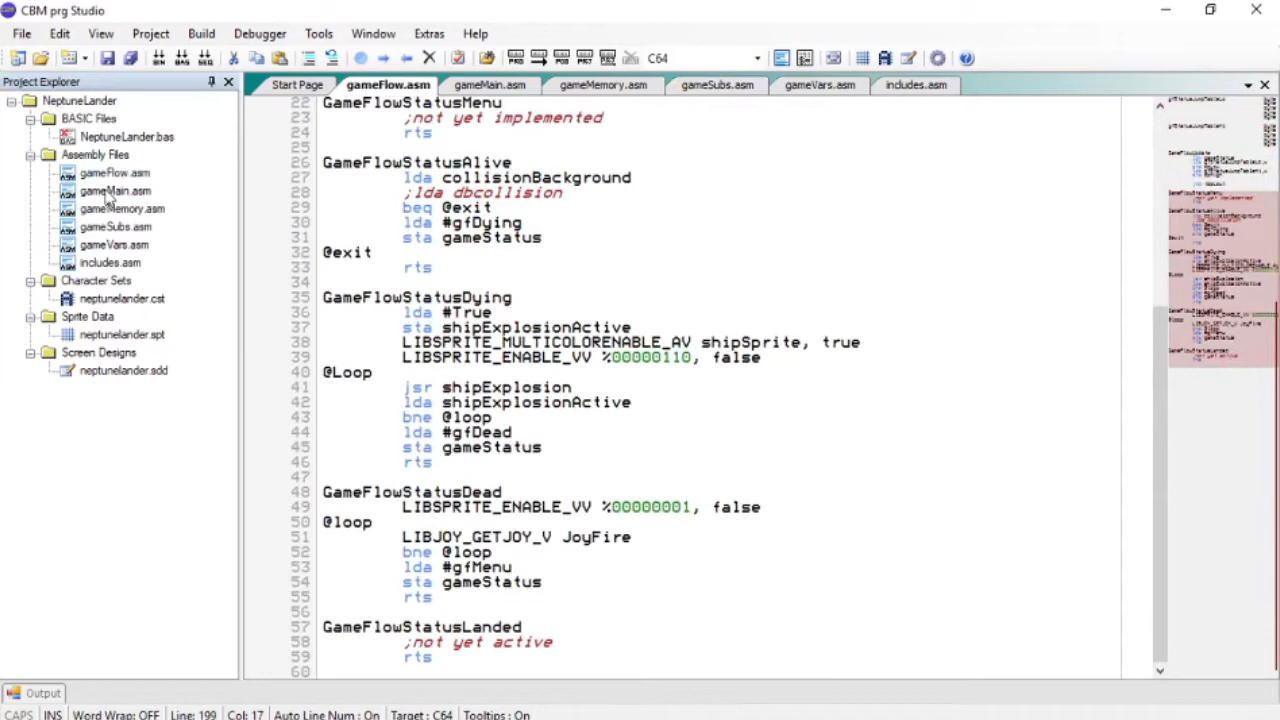 CBM prg Studio
File Edit View Project Build Debugger Tools Window Extras Help
C64
Project Explorer
Start Page gameFlow.asm gameMain.asm gameMemory.asm gameSubs.asm gameVars.asm includes.asm
NeptuneLander
BASIC Files
NeptuneLander.bas
Assembly Files
gameFlow.asm
gameMain.asm
gameMemory.asm
gameSubs.asm
gameVars.asm
includes.asm
Character Sets
neptunelander.cst
Sprite Data
neptunelander.spt
Screen Designs
neptunelander.sdd
22 GameFlowStatusMenu
23 ;not yet implemented
24 rts
25
26 GameFlowStatusAlive
27 lda collisionBackground
28 ;lda dbcollision
29 beq @exit
30 lda #gfDying
31 sta gameStatus
32 @exit
33 rts
34
35 GameFlowStatusDying
36 lda #True
37 sta shipExplosionActive
38 LIBSPRITE_MULTICOLORENABLE_AV shipSprite, true
39 LIBSPRITE_ENABLE_VV %00000110, false
40 @Loop
41 jsr shipExplosion
42 lda shipExplosionActive
43 bne @loop
44 lda #gfDead
45 sta gameStatus
46 rts
47
48 GameFlowStatusDead
49 LIBSPRITE_ENABLE_VV %00000001, false
50 @loop
51 LIBJOY_GETJOY_V JoyFire
52 bne @loop
53 lda #gfMenu
54 sta gameStatus
55 rts
56
57 GameFlowStatusLanded
58 ;not yet active
59 rts
60
Output
CAPS INS Word Wrap: OFF Line: 199 Col: 17 Auto Line Num : On Target : C64 Tooltips : On